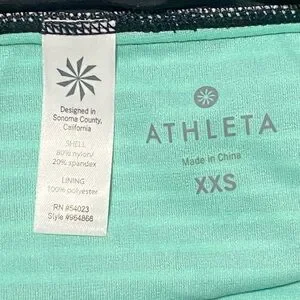 Designed in
Sonoma County,
California
SHELL
80% nylon/
20% spandex
LINING
100% polyester
RN #54023
Style #964868
ATHLETA
Made in China
XXS